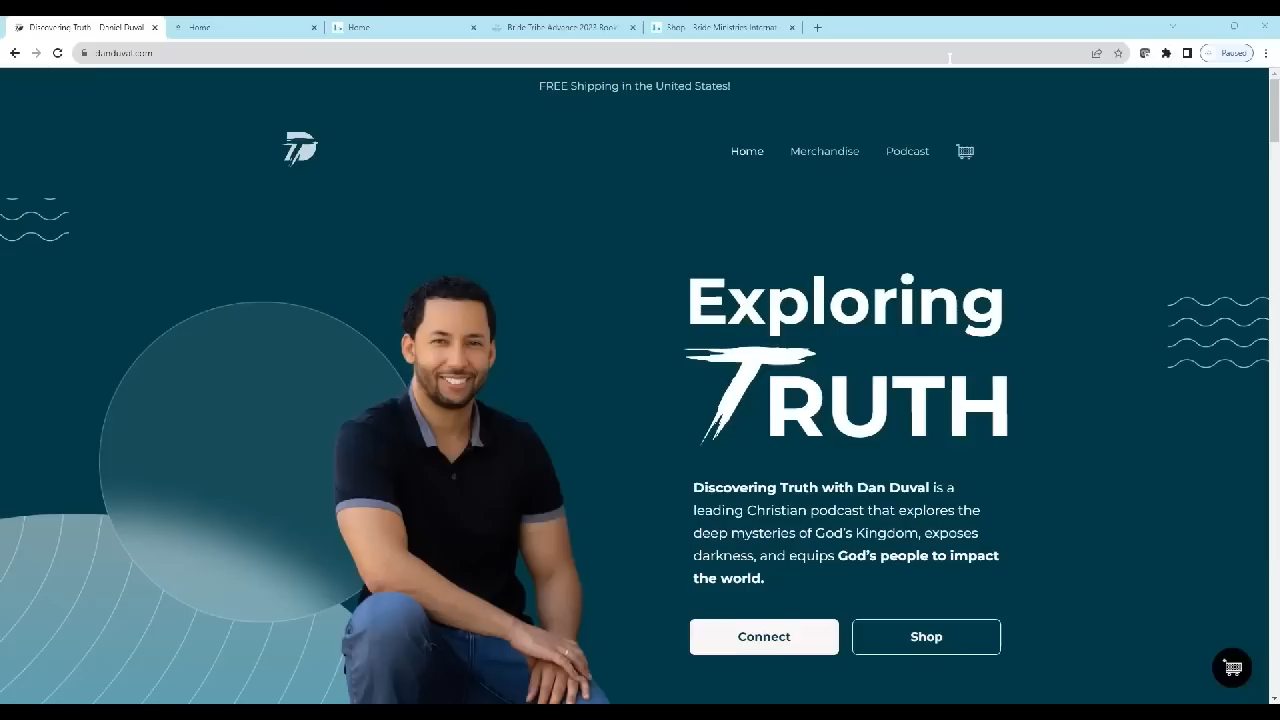 Discovering Truth - Daniel Duval
Home
Home
Bride Tribe Advance 2023 Book
Shop - Bride Ministries Internat
danduval.com
Paused
FREE Shipping in the United States!
Home
Merchandise
Podcast
Exploring
TRUTH
Discovering Truth with Dan Duval is a
leading Christian podcast that explores the
deep mysteries of God's Kingdom, exposes
darkness, and equips God's people to impact
the world.
Connect
Shop